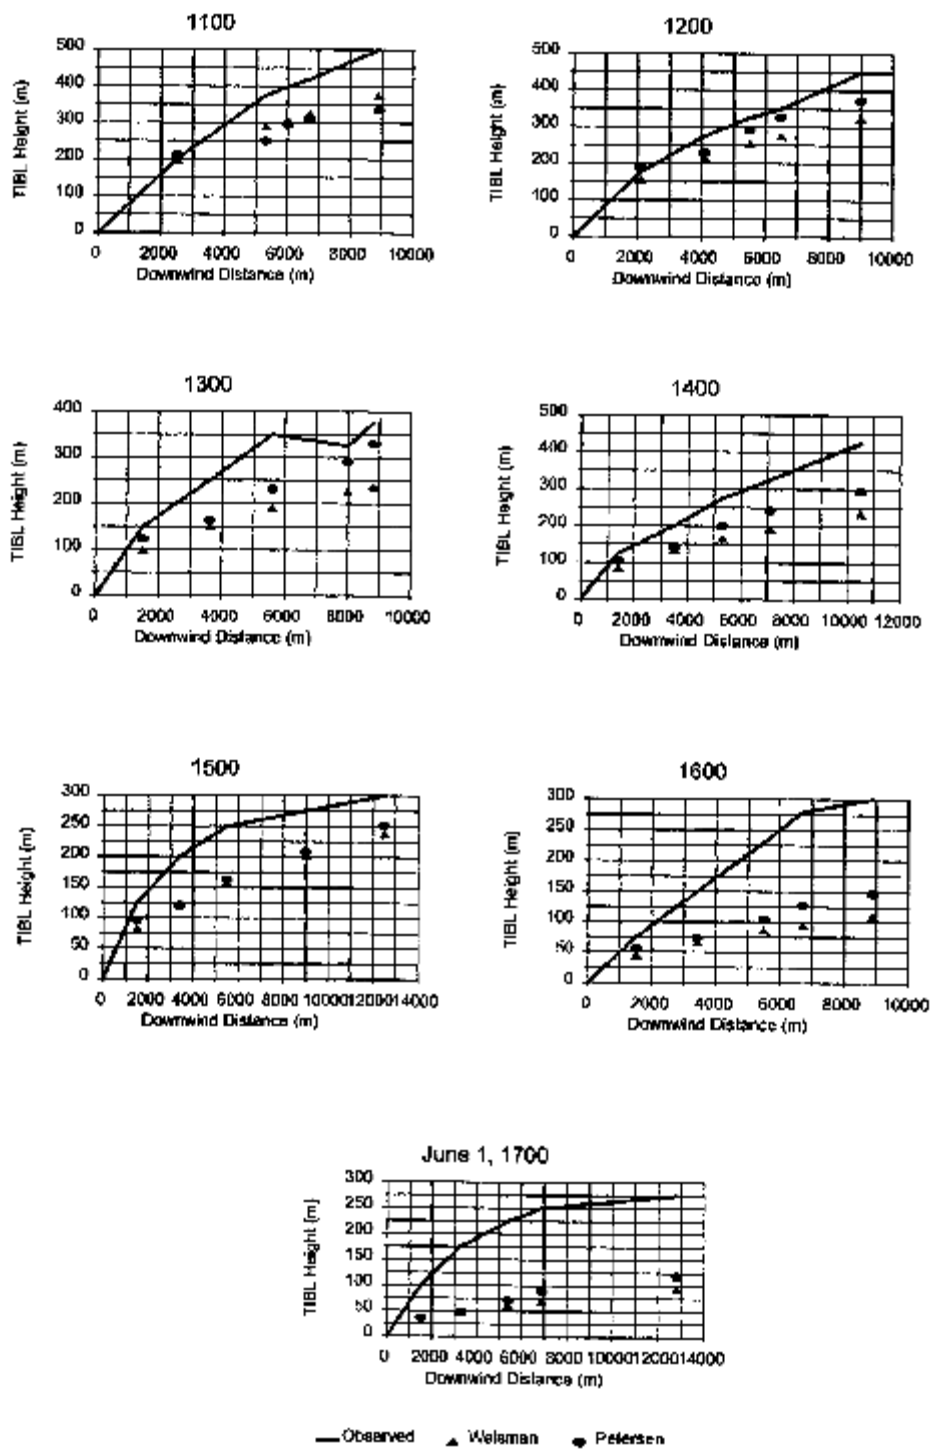 1100
500
400
300
200
100
0
TIBL Height (m)
0 2000 4000 6000 8000 10000
Downwind Distance (m)
1200
500
400
300
200
100
0
TIBL Height (m)
0 2000 4000 6000 8000 10000
Downwind Distance (m)
1300
400
300
200
100
0
TIBL Height (m)
0 2000 4000 6000 8000 10000
Downwind Distance (m)
1400
500
400
300
200
100
0
TIBL Height (m)
0 2000 4000 6000 8000 10000 12000
Downwind Distance (m)
1500
300
250
200
150
100
50
0
TIBL Height (m)
0 2000 4000 6000 8000 10000 12000 14000
Downwind Distance (m)
1600
300
250
200
150
100
50
0
TIBL Height (m)
0 2000 4000 6000 8000 10000
Downwind Distance (m)
June 1, 1700
300
250
200
150
100
50
0
TIBL Height (m)
0 2000 4000 6000 8000 10000 12000 14000
Downwind Distance (m)
Observed Weisman Petersen